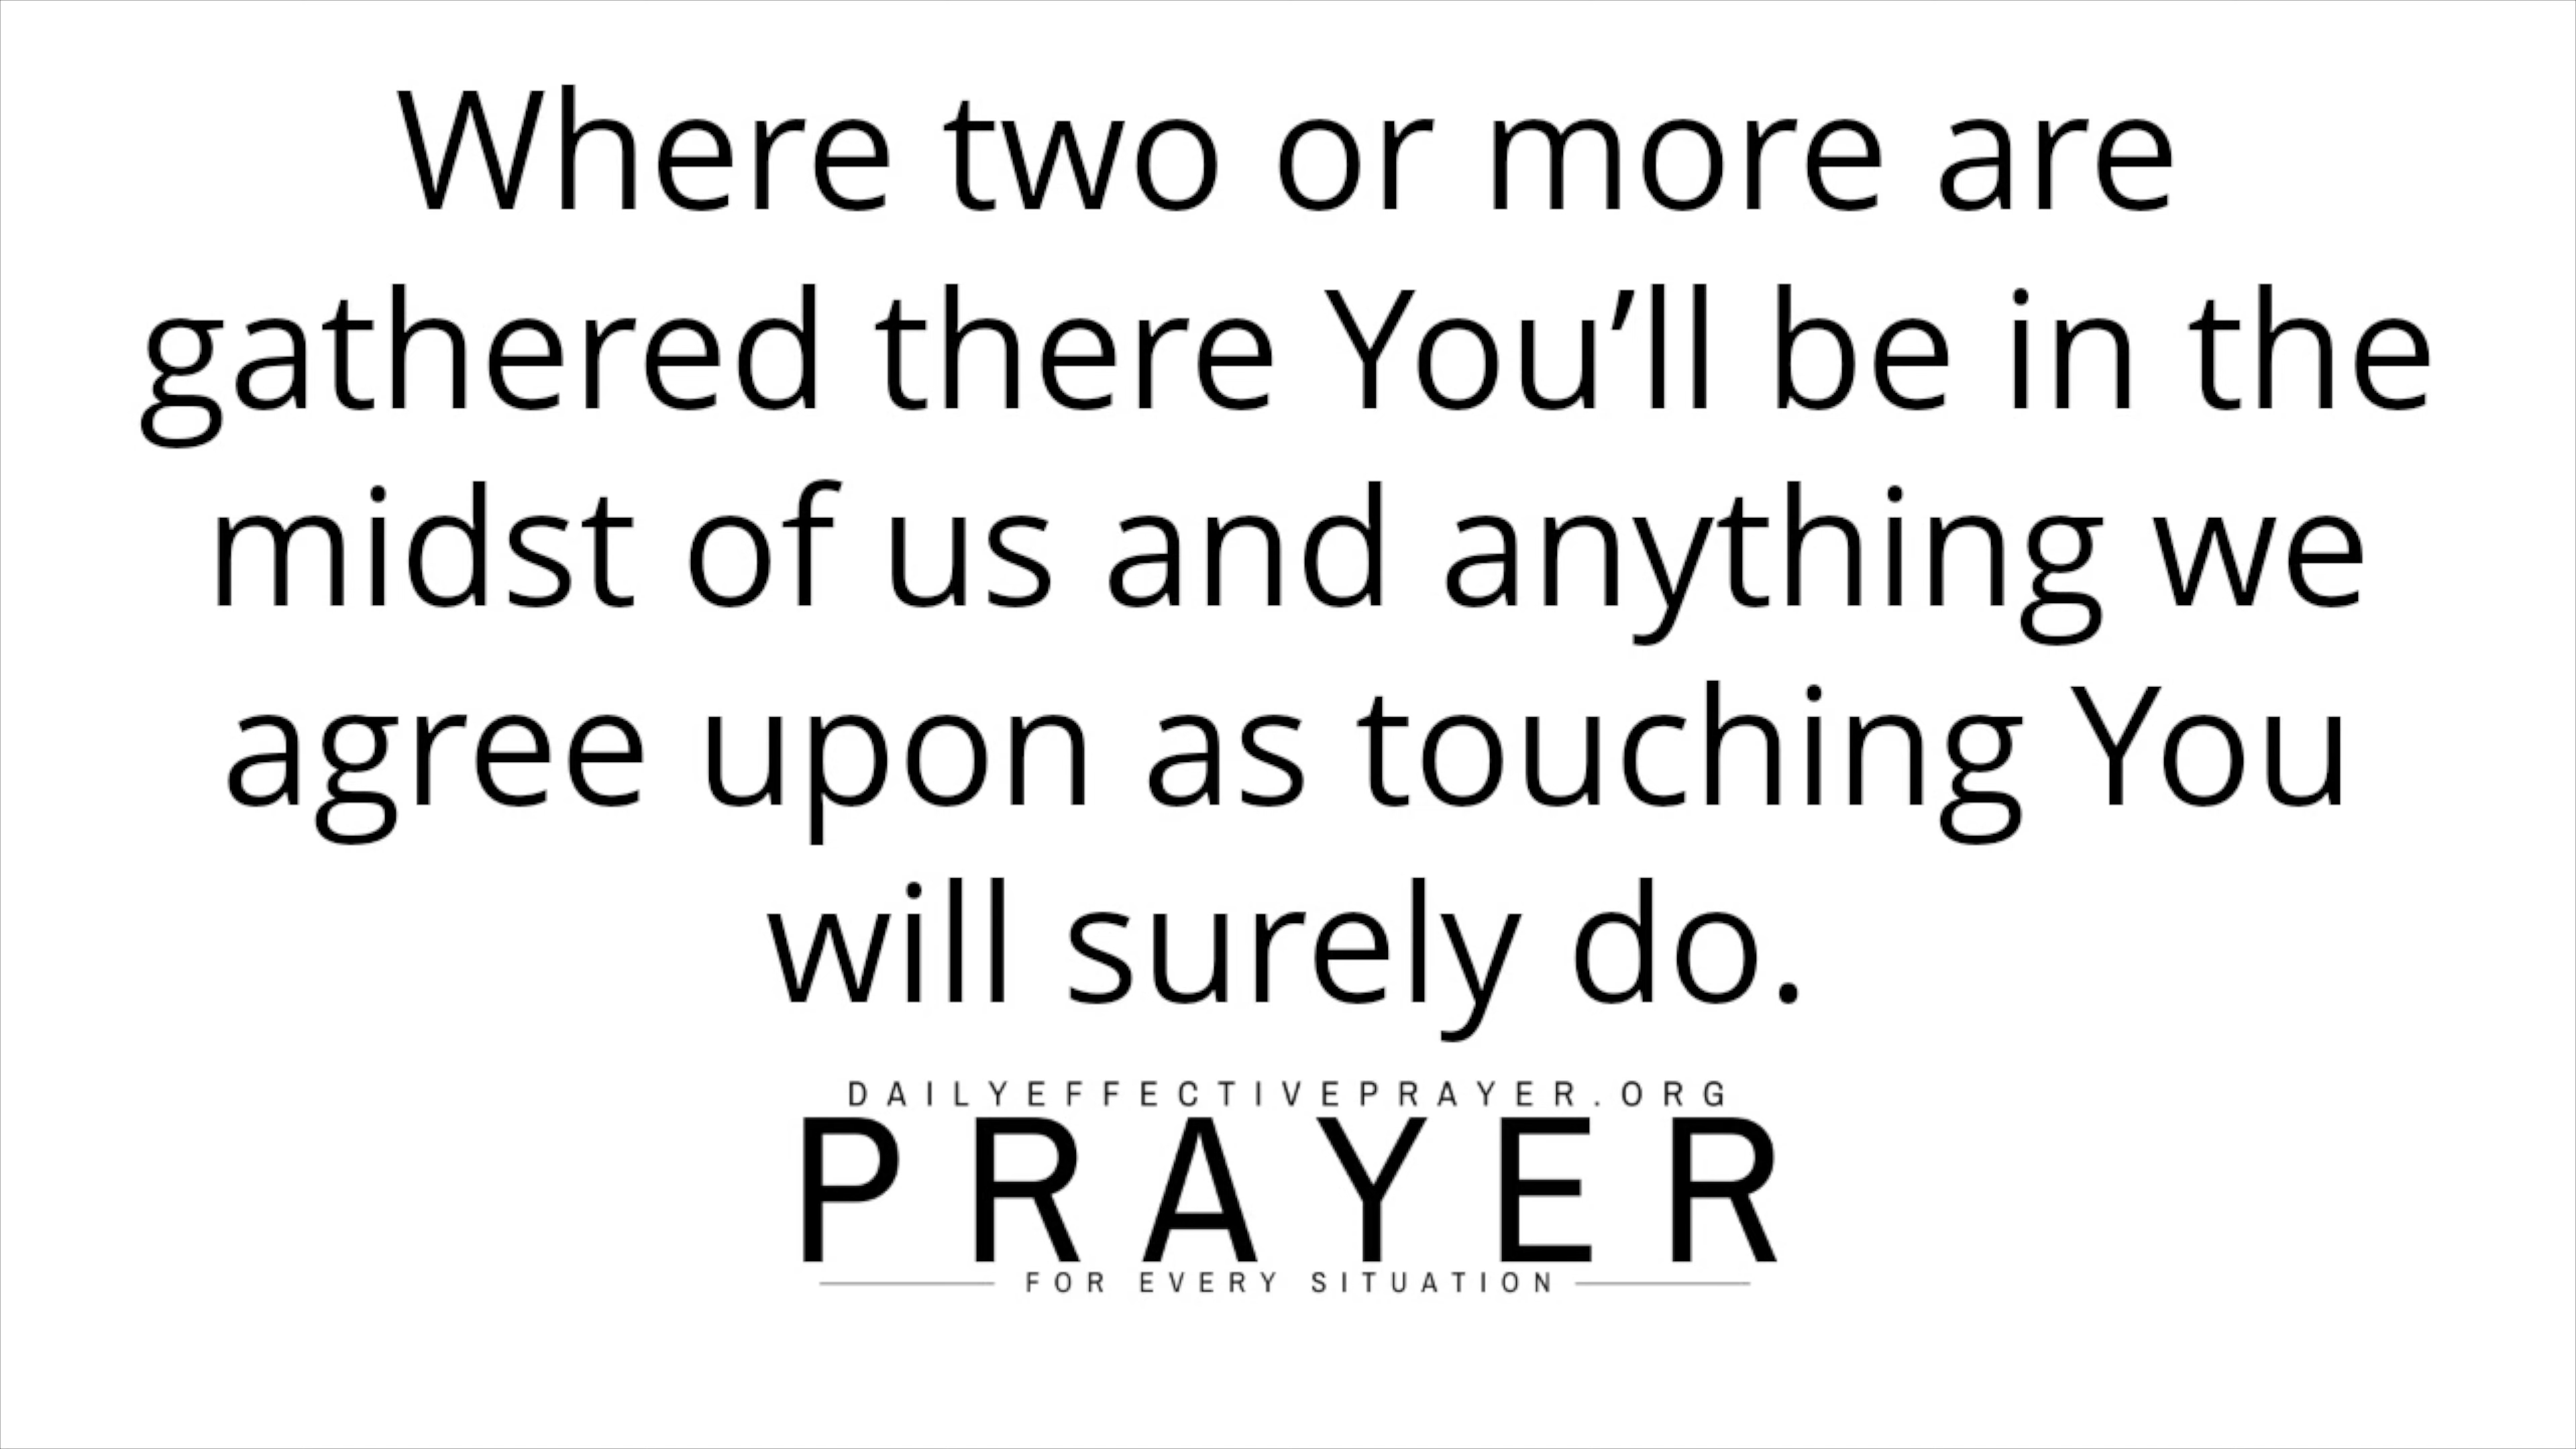 Where two or more are
gathered there You’ll be in the
midst of us and anything we
agree upon as touching You
will surely do.
DAILYEFFECTIVEPRAYER.ORG
PRAYER
FOR EVERY SITUATION